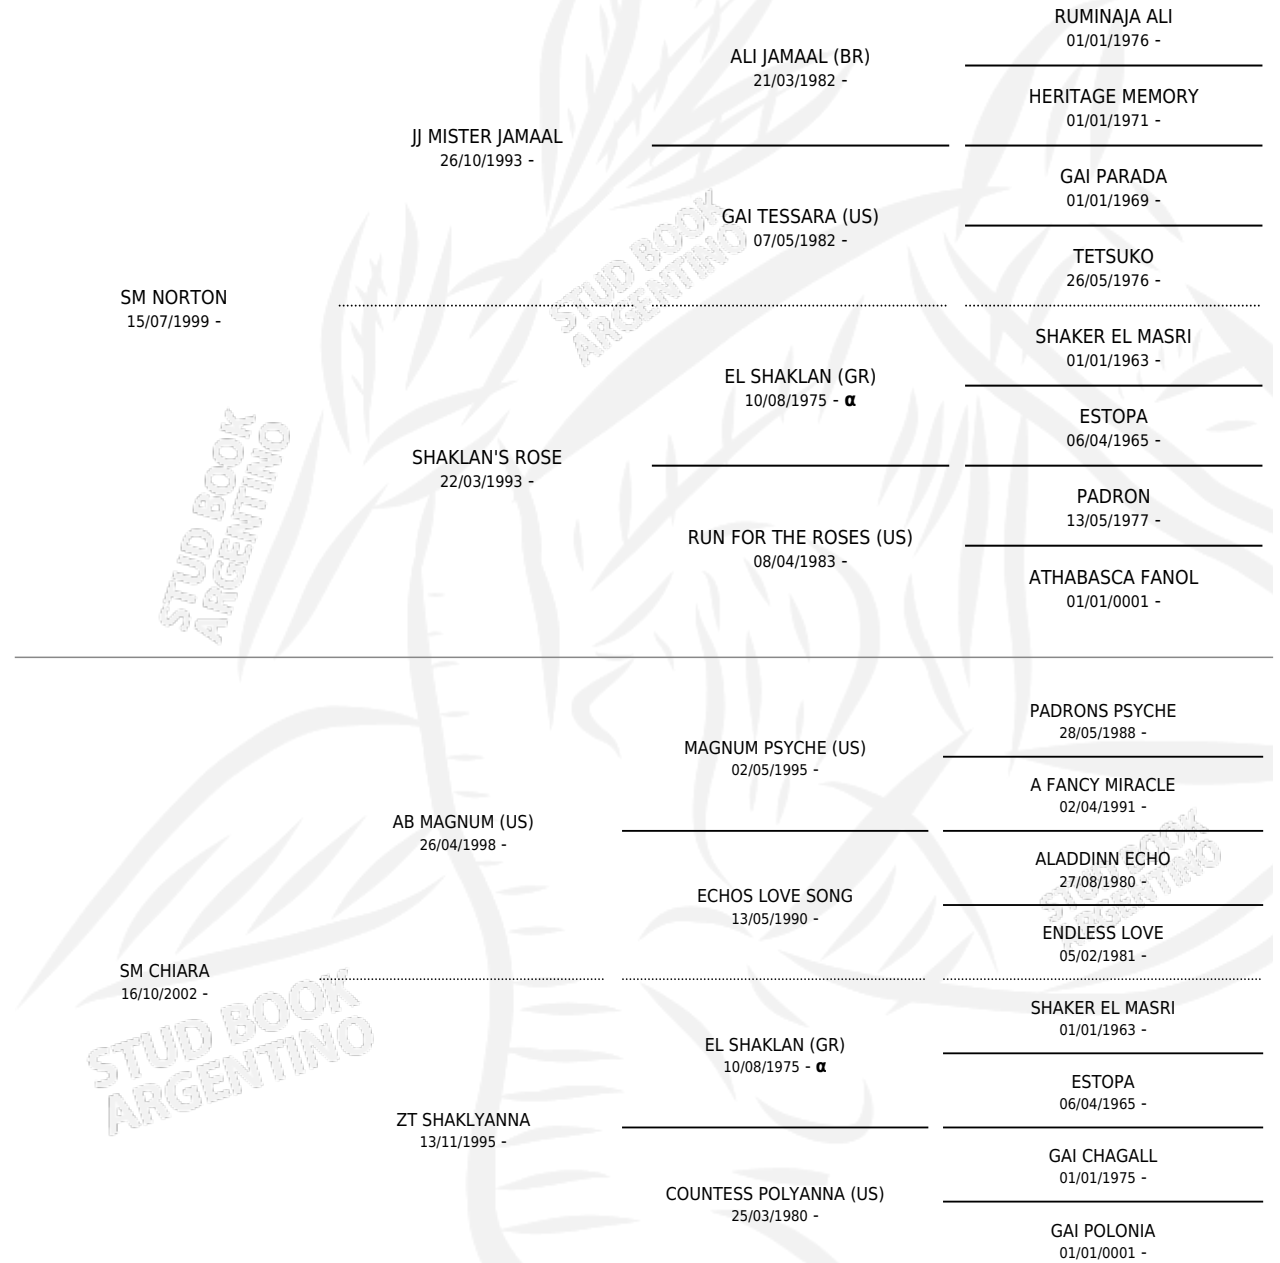 RUMINAJA ALI
01/01/1976 -
ALI JAMAAL (BR)
21/03/1982 -
HERITAGE MEMORY
01/01/1971 -
JJ MISTER JAMAAL
26/10/1993 -
GAI PARADA
01/01/1969 -
GAI TESSARA (US)
07/05/1982 -
TETSUKO
26/05/1976 -
SM NORTON
15/07/1999 -
SHAKER EL MASRI
01/01/1963 -
EL SHAKLAN (GR)
10/08/1975 - α
ESTOPA
06/04/1965 -
SHAKLAN'S ROSE
22/03/1993 -
PADRON
13/05/1977 -
RUN FOR THE ROSES (US)
08/04/1983 -
ATHABASCA FANOL
01/01/0001 -
PADRONS PSYCHE
28/05/1988 -
MAGNUM PSYCHE (US)
02/05/1995 -
A FANCY MIRACLE
02/04/1991 -
AB MAGNUM (US)
26/04/1998 -
ALADDINN ECHO
27/08/1980 -
ECHOS LOVE SONG
13/05/1990 -
ENDLESS LOVE
05/02/1981 -
SM CHIARA
16/10/2002 -
SHAKER EL MASRI
01/01/1963 -
EL SHAKLAN (GR)
10/08/1975 - α
ESTOPA
06/04/1965 -
ZT SHAKLYANNA
13/11/1995 -
GAI CHAGALL
01/01/1975 -
COUNTESS POLYANNA (US)
25/03/1980 -
GAI POLONIA
01/01/0001 -
STUD BOOK
ARGENTINO
STUD BOOK
ARGENTINO
STUD BOOK
ARGENTINO
STUD BOOK
ARGENTINO